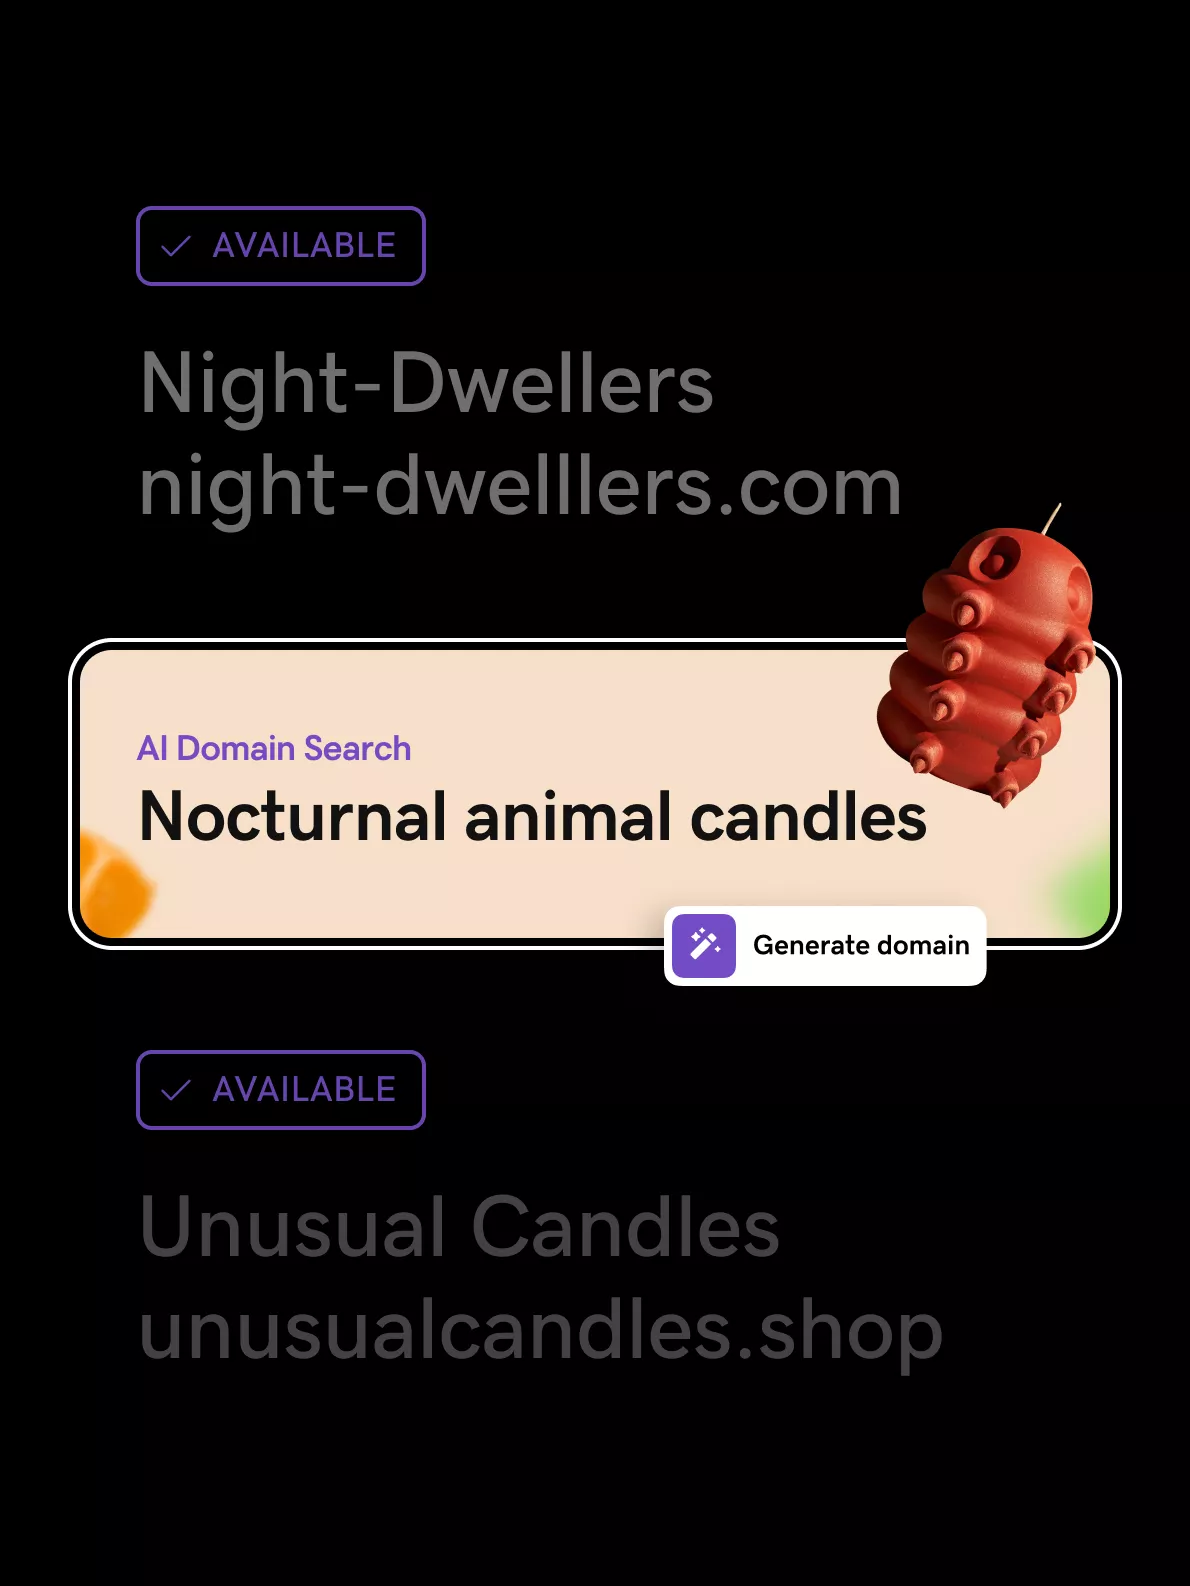 AVAILABLE
Night-Dwellers
night-dwelllers.com
AI Domain Search
Nocturnal animal candles
Generate domain
AVAILABLE
Unusual Candles
unusualcandles.shop